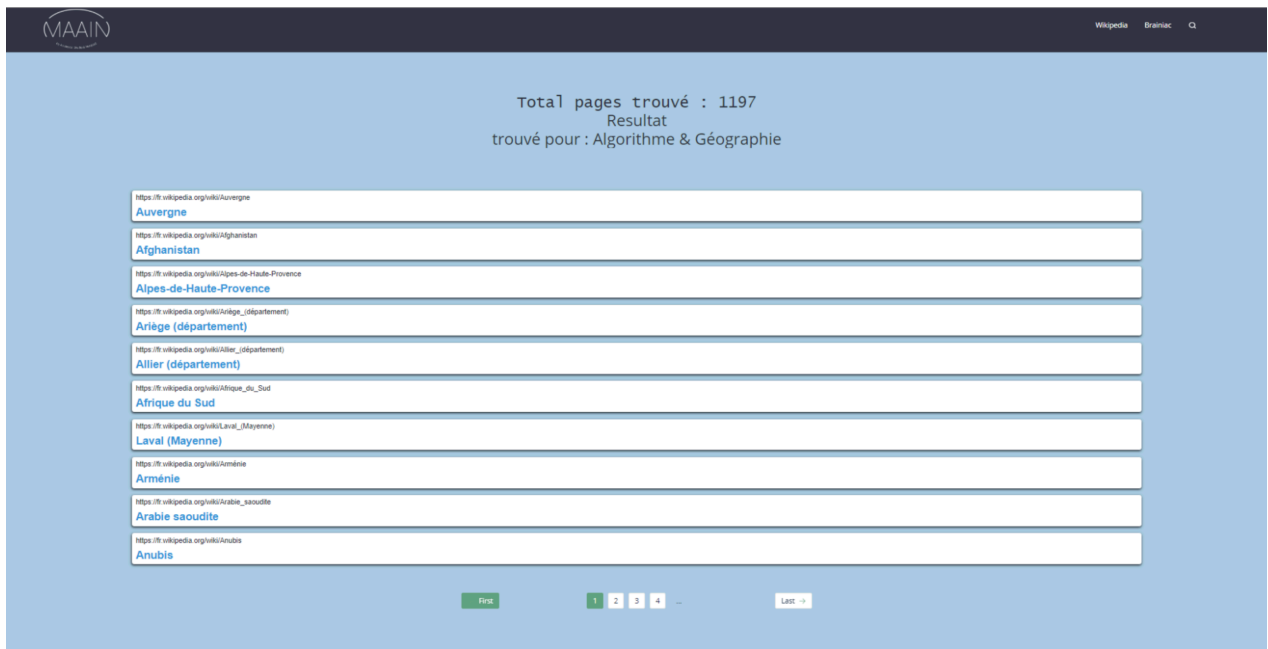 MAAIN
Wikipedia Brainiac
Total pages trouvé : 1197
Resultat
trouvé pour : Algorithme & Géographie
https://fr.wikipedia.org/wiki/Auvergne
Auvergne
https://fr.wikipedia.org/wiki/Afghanistan
Afghanistan
https://fr.wikipedia.org/wiki/Alpes-de-Haute-Provence
Alpes-de-Haute-Provence
https://fr.wikipedia.org/wiki/Ariège_(département)
Ariège (département)
https://fr.wikipedia.org/wiki/Allier_(département)
Allier (département)
https://fr.wikipedia.org/wiki/Afrique_du_Sud
Afrique du Sud
https://fr.wikipedia.org/wiki/Laval_(Mayenne)
Laval (Mayenne)
https://fr.wikipedia.org/wiki/Arménie
Arménie
https://fr.wikipedia.org/wiki/Arabie_saoudite
Arabie saoudite
https://fr.wikipedia.org/wiki/Anubis
Anubis
First 1 2 3 4 ... Last →